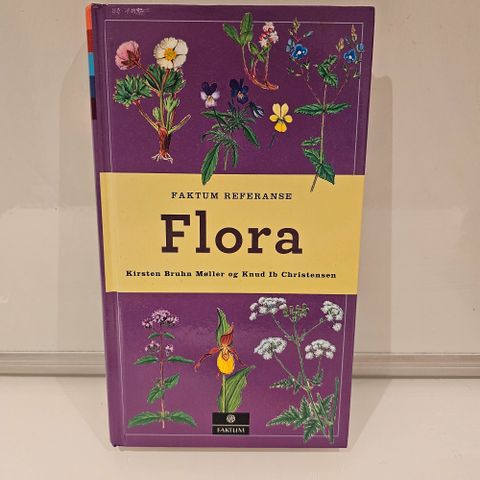 FAKTUM REFERANSE
Flora
Kirsten Bruhn Møller og Knud Ib Christensen
FAKTUM